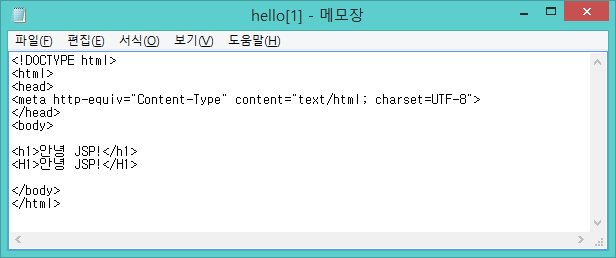 hello[1] - 메모장
파일(F) 편집(E) 서식(O) 보기(V) 도움말(H)
<!DOCTYPE html>
<html>
<head>
<meta http-equiv="Content-Type" content="text/html; charset=UTF-8">
</head>
<body>
<h1>안녕 JSP!</h1>
<H1>안녕 JSP!</H1>
</body>
</html>